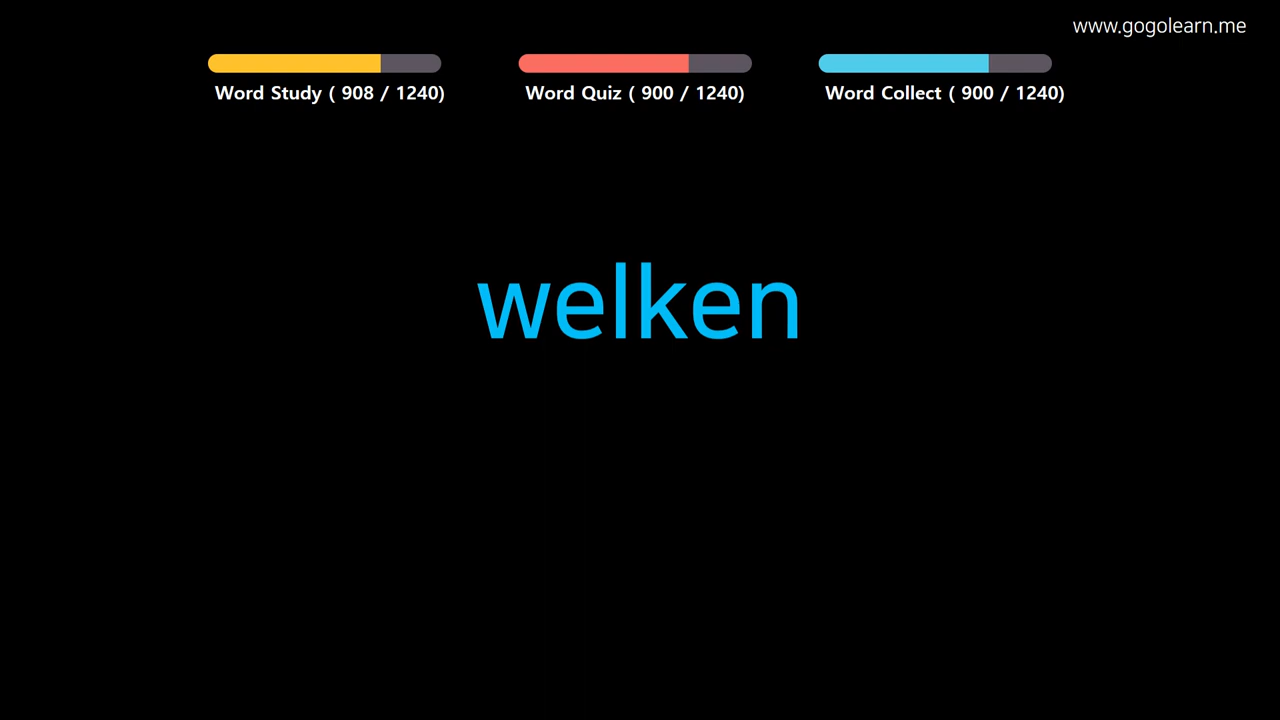 www.gogolearn.me
Word Study ( 908 / 1240)
Word Quiz ( 900 / 1240)
Word Collect ( 900 / 1240)
welken